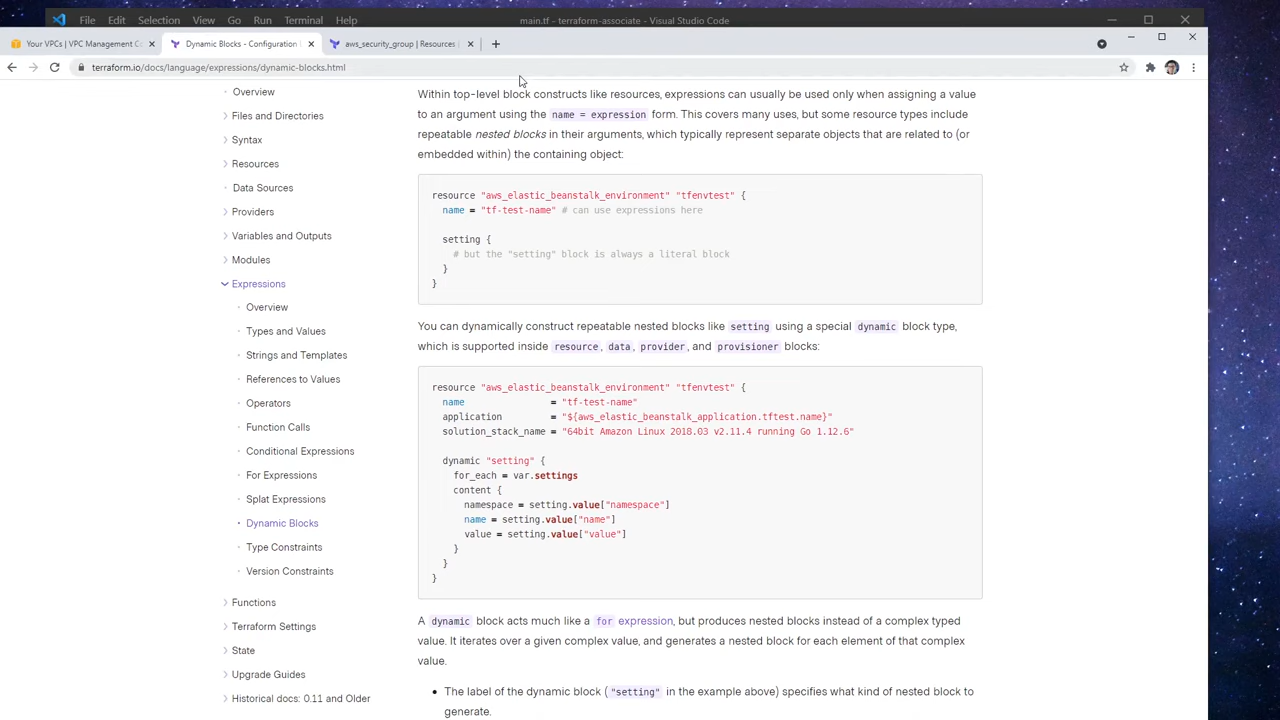 File Edit Selection View Go Run Terminal Help main.tf - terraform-associate - Visual Studio Code
Your VPCs | VPC Management C Dynamic Blocks - Configuration aws_security_group | Resources
terraform.io/docs/language/expressions/dynamic-blocks.html
Overview
Files and Directories
Syntax
Resources
Data Sources
Providers
Variables and Outputs
Modules
Expressions
Overview
Types and Values
Strings and Templates
References to Values
Operators
Function Calls
Conditional Expressions
For Expressions
Splat Expressions
Dynamic Blocks
Type Constraints
Version Constraints
Functions
Terraform Settings
State
Upgrade Guides
Historical docs: 0.11 and Older
Within top-level block constructs like resources, expressions can usually be used only when assigning a value
to an argument using the name = expression form. This covers many uses, but some resource types include
repeatable nested blocks in their arguments, which typically represent separate objects that are related to (or
embedded within) the containing object:
resource "aws_elastic_beanstalk_environment" "tfenvtest" {
name = "tf-test-name" # can use expressions here
setting {
# but the "setting" block is always a literal block
}
}
You can dynamically construct repeatable nested blocks like setting using a special dynamic block type,
which is supported inside resource, data, provider, and provisioner blocks:
resource "aws_elastic_beanstalk_environment" "tfenvtest" {
name = "tf-test-name"
application = "${aws_elastic_beanstalk_application.tftest.name}"
solution_stack_name = "64bit Amazon Linux 2018.03 v2.11.4 running Go 1.12.6"
dynamic "setting" {
for_each = var.settings
content {
namespace = setting.value["namespace"]
name = setting.value["name"]
value = setting.value["value"]
}
}
}
A dynamic block acts much like a for expression, but produces nested blocks instead of a complex typed
value. It iterates over a given complex value, and generates a nested block for each element of that complex
value.
The label of the dynamic block ("setting" in the example above) specifies what kind of nested block to
generate.